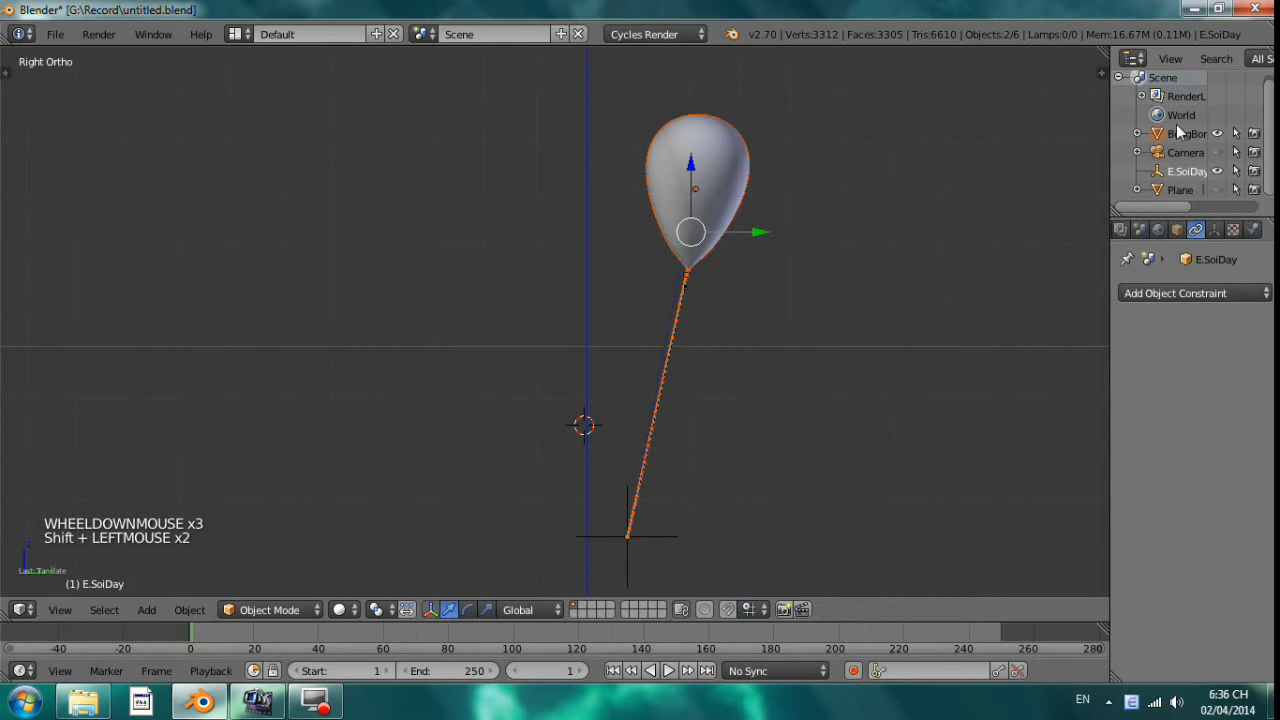 Blender* [G:\Record\untitled.blend]
File Render Window Help Default Scene Cycles Render v2.70 | Verts:3312 | Faces:3305 | Tris:6610 | Objects:2/6 | Lamps:0/0 | Mem:16.67M (0.11M) | E.SoiDay
Right Ortho
View Search All S
Scene
RenderL
World
Camera
E.SoiDay
Plane
E.SoiDay
Add Object Constraint
WHEELDOWNMOUSE x3
Shift + LEFTMOUSE x2
Last: Translate
(1) E.SoiDay
View Select Add Object Object Mode Global
-40 -20 0 20 40 60 80 100 120 140 160 180 200 220 240 260 280
View Marker Frame Playback Start: 1 End: 250 1 No Sync
EN 6:36 CH
02/04/2014